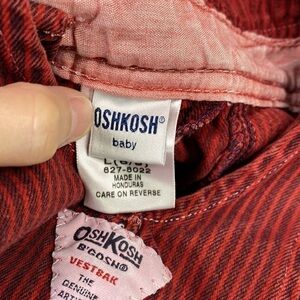 OSHKOSH®
baby
627-8022
MADE IN
HONDURAS
CARE ON REVERSE
OSHKOSH
B'GOSH®
VESTBAK
THE
GENUINE